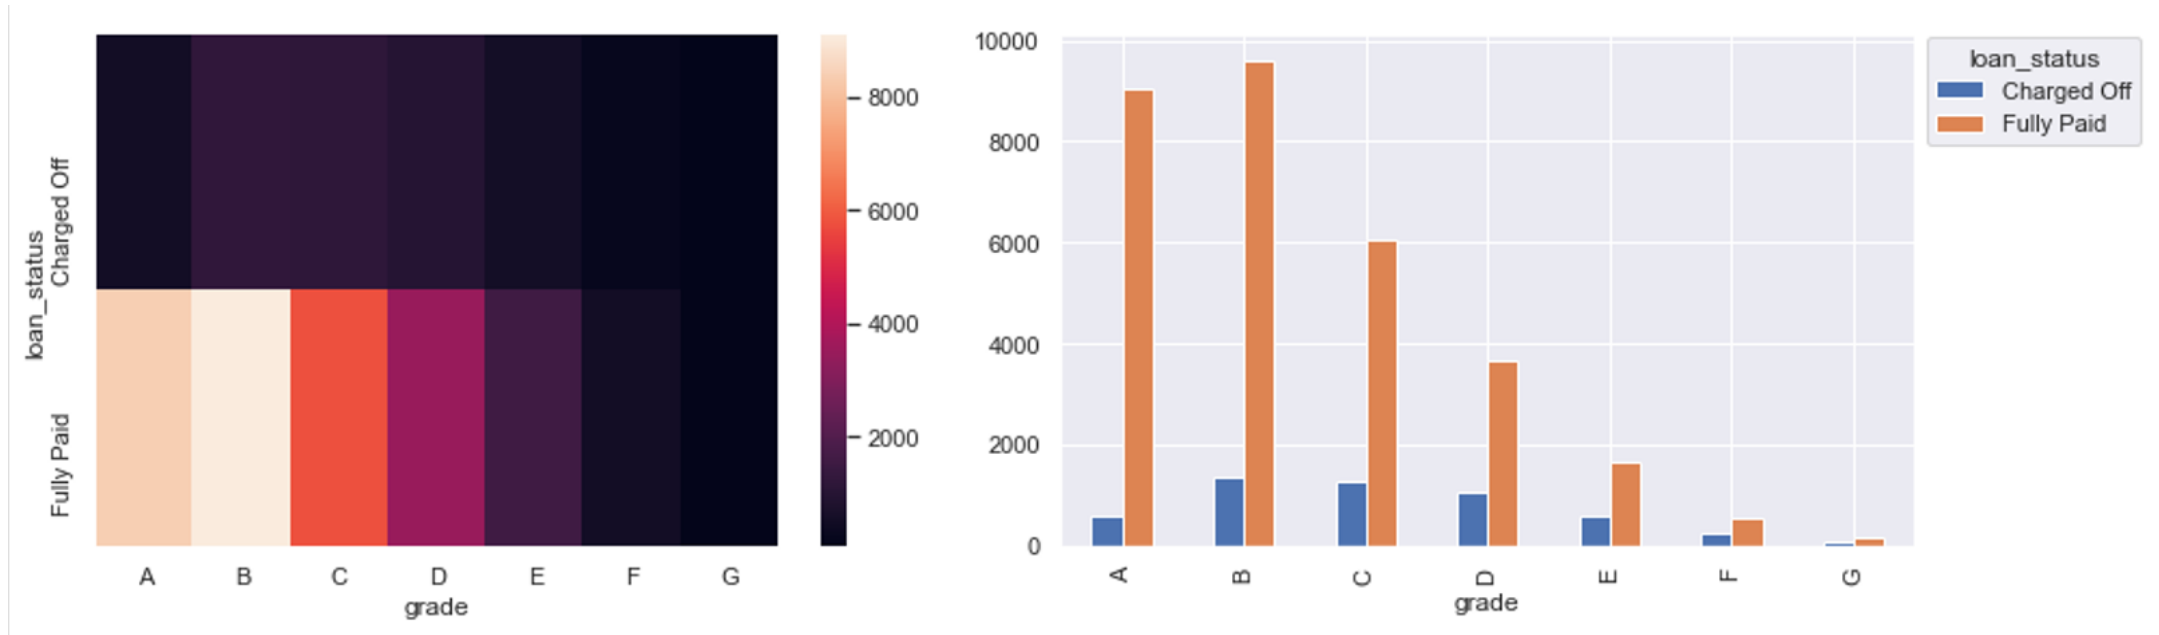 loan_status
Charged Off
Fully Paid
A B C D E F G
grade
8000
6000
4000
2000
10000
8000
6000
4000
2000
0
A B C D E F G
grade
loan_status
Charged Off
Fully Paid